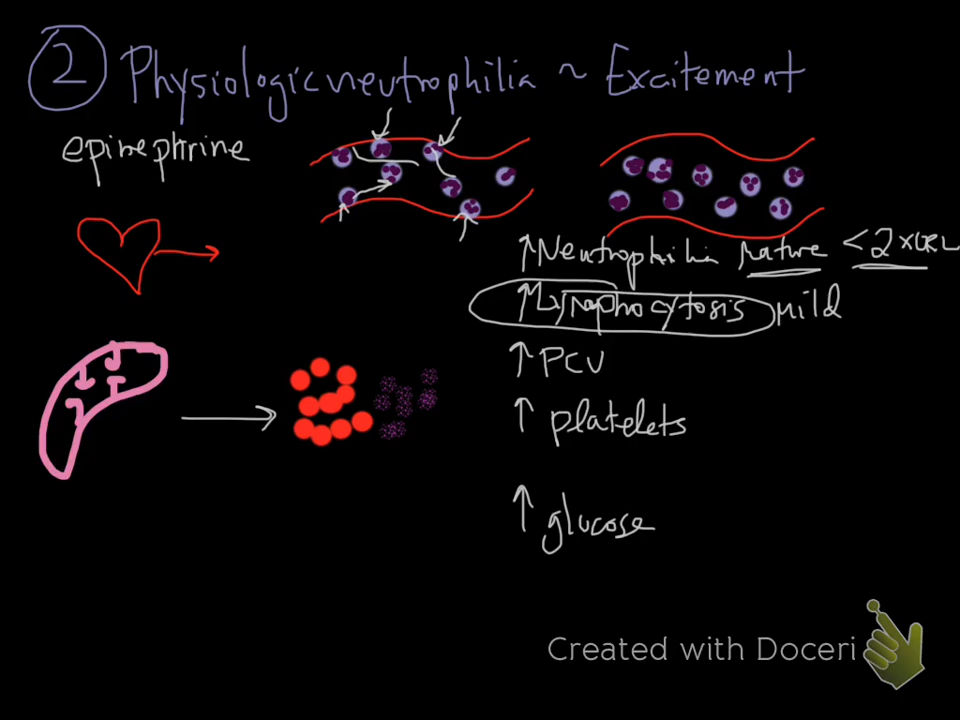 2 Physiologic neutrophilia ~ Excitement
epinephrine
↑ Neutrophilia mature < 2 x URL
↑ Lymphocytosis mild
↑ PCV
↑ platelets
↑ glucose
Created with Doceri